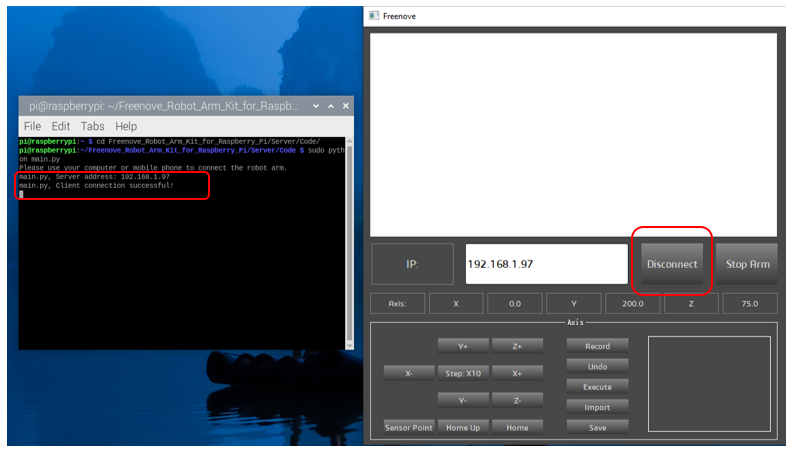 pi@raspberrypi: ~/Freenove_Robot_Arm_Kit_for_Raspb...
File Edit Tabs Help
pi@raspberrypi:~ $ cd Freenove_Robot_Arm_Kit_for_Raspberry_Pi/Server/Code/
pi@raspberrypi:~/Freenove_Robot_Arm_Kit_for_Raspberry_Pi/Server/Code $ sudo pyth
on main.py
Please use your computer or mobile phone to connect the robot arm.
main.py, Server address: 192.168.1.97
main.py, Client connection successful!
Freenove
IP: 192.168.1.97 Disconnect Stop Arm
Axis: X 0.0 Y 200.0 Z 75.0
Axis
Y+ Z+ Record
Undo
X- Step: X10 X+
Execute
Y- Z- Import
Sensor Point Home Up Home Save